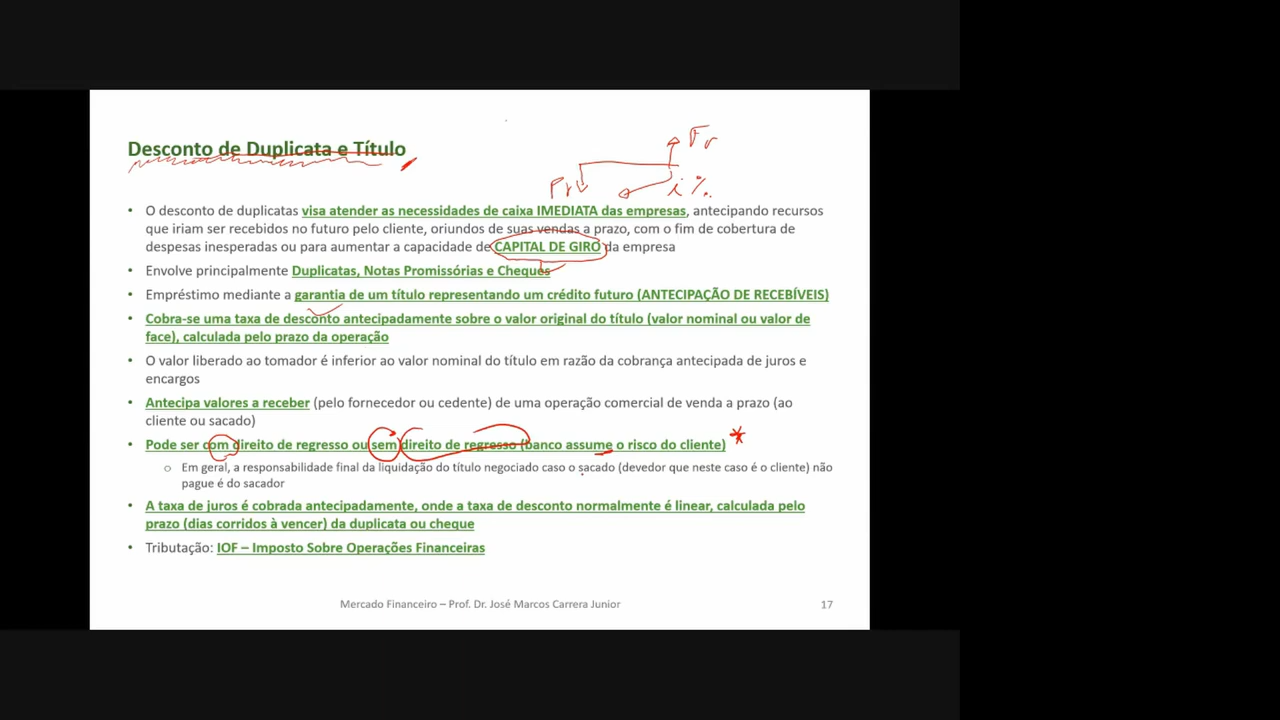 Desconto de Duplicata e Título
Fv
Pv
i %
• O desconto de duplicatas visa atender as necessidades de caixa IMEDIATA das empresas, antecipando recursos
que iriam ser recebidos no futuro pelo cliente, oriundos de suas vendas a prazo, com o fim de cobertura de
despesas inesperadas ou para aumentar a capacidade de CAPITAL DE GIRO da empresa
• Envolve principalmente Duplicatas, Notas Promissórias e Cheques
• Empréstimo mediante a garantia de um título representando um crédito futuro (ANTECIPAÇÃO DE RECEBÍVEIS)
• Cobra-se uma taxa de desconto antecipadamente sobre o valor original do título (valor nominal ou valor de
face), calculada pelo prazo da operação
• O valor liberado ao tomador é inferior ao valor nominal do título em razão da cobrança antecipada de juros e
encargos
• Antecipa valores a receber (pelo fornecedor ou cedente) de uma operação comercial de venda a prazo (ao
cliente ou sacado)
• Pode ser com direito de regresso ou sem direito de regresso (banco assume o risco do cliente)
○ Em geral, a responsabilidade final da liquidação do título negociado caso o sacado (devedor que neste caso é o cliente) não
pague é do sacador
• A taxa de juros é cobrada antecipadamente, onde a taxa de desconto normalmente é linear, calculada pelo
prazo (dias corridos à vencer) da duplicata ou cheque
• Tributação: IOF – Imposto Sobre Operações Financeiras
Mercado Financeiro – Prof. Dr. José Marcos Carrera Junior
17